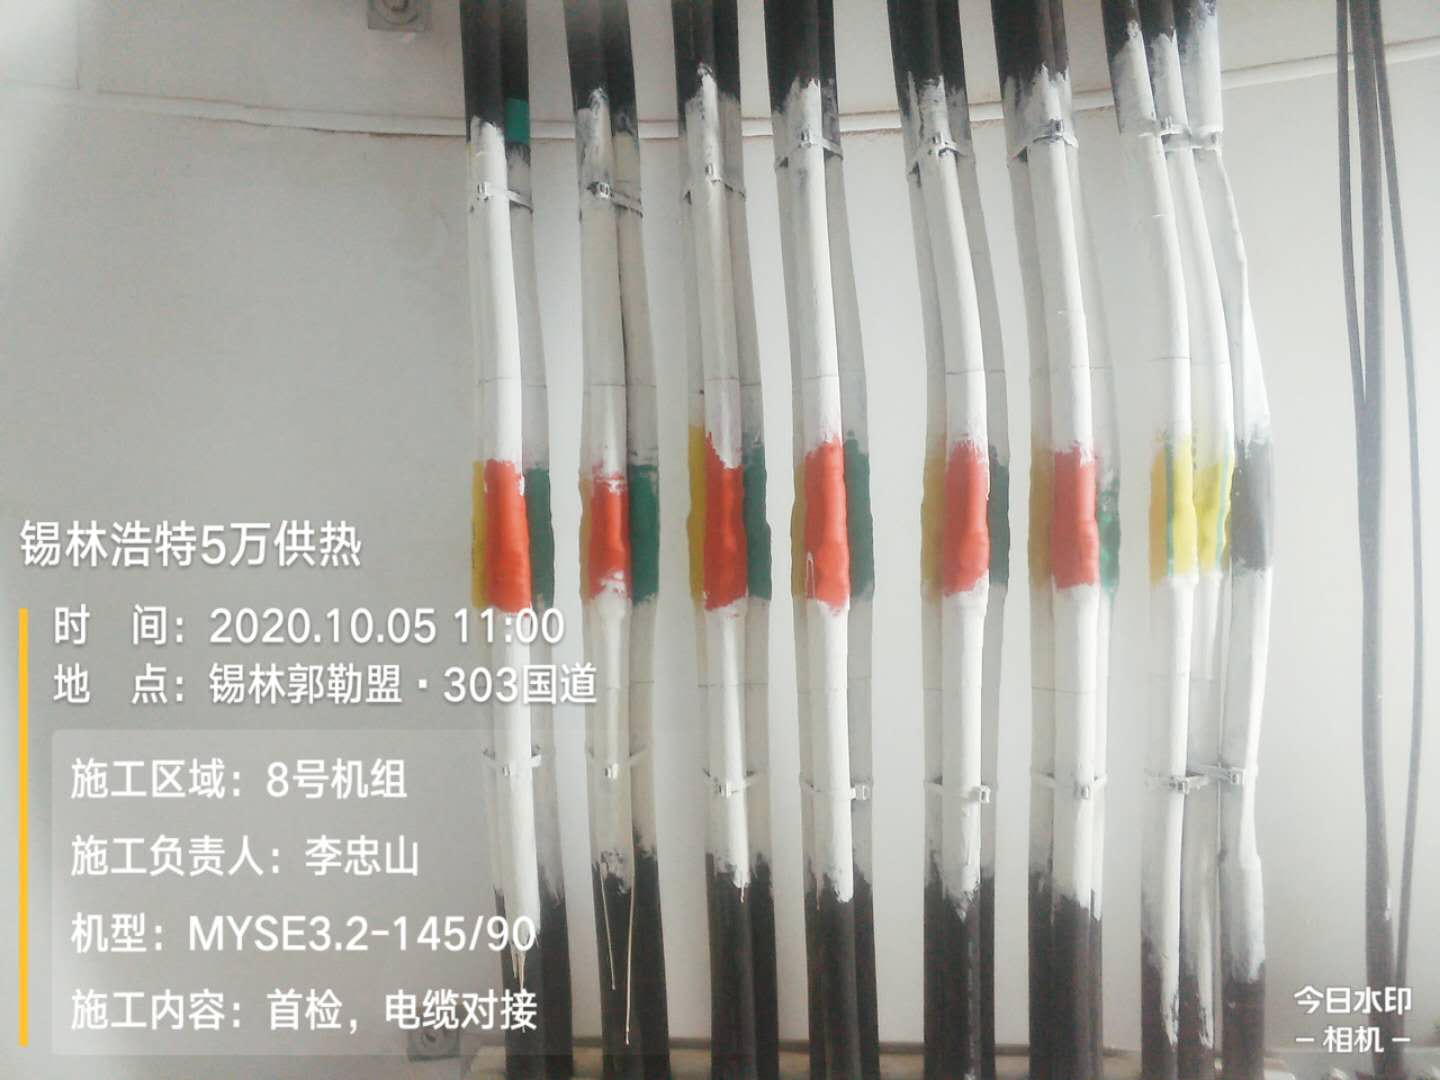 锡林浩特5万供热
时 间：2020.10.05 11:00
地 点：锡林郭勒盟·303国道
施工区域：8号机组
施工负责人：李忠山
机型：MYSE3.2-145/90
施工内容：首检，电缆对接
今日水印
－相机－